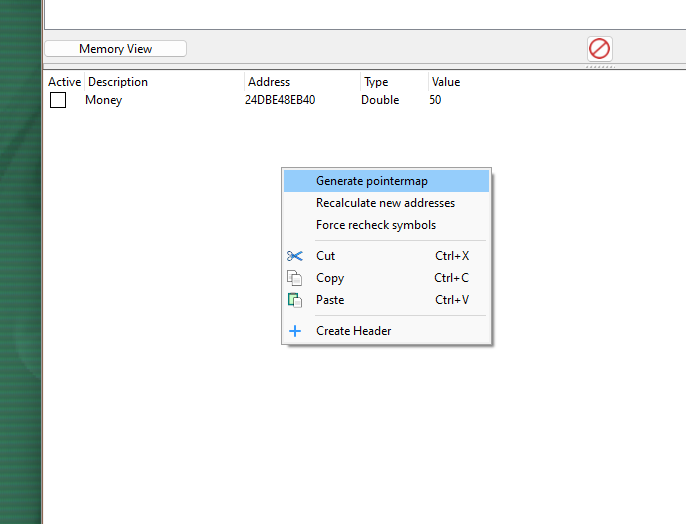 Memory View
Active Description Address Type Value
Money 24DBE48EB40 Double 50
Generate pointermap
Recalculate new addresses
Force recheck symbols
Cut Ctrl+X
Copy Ctrl+C
Paste Ctrl+V
Create Header